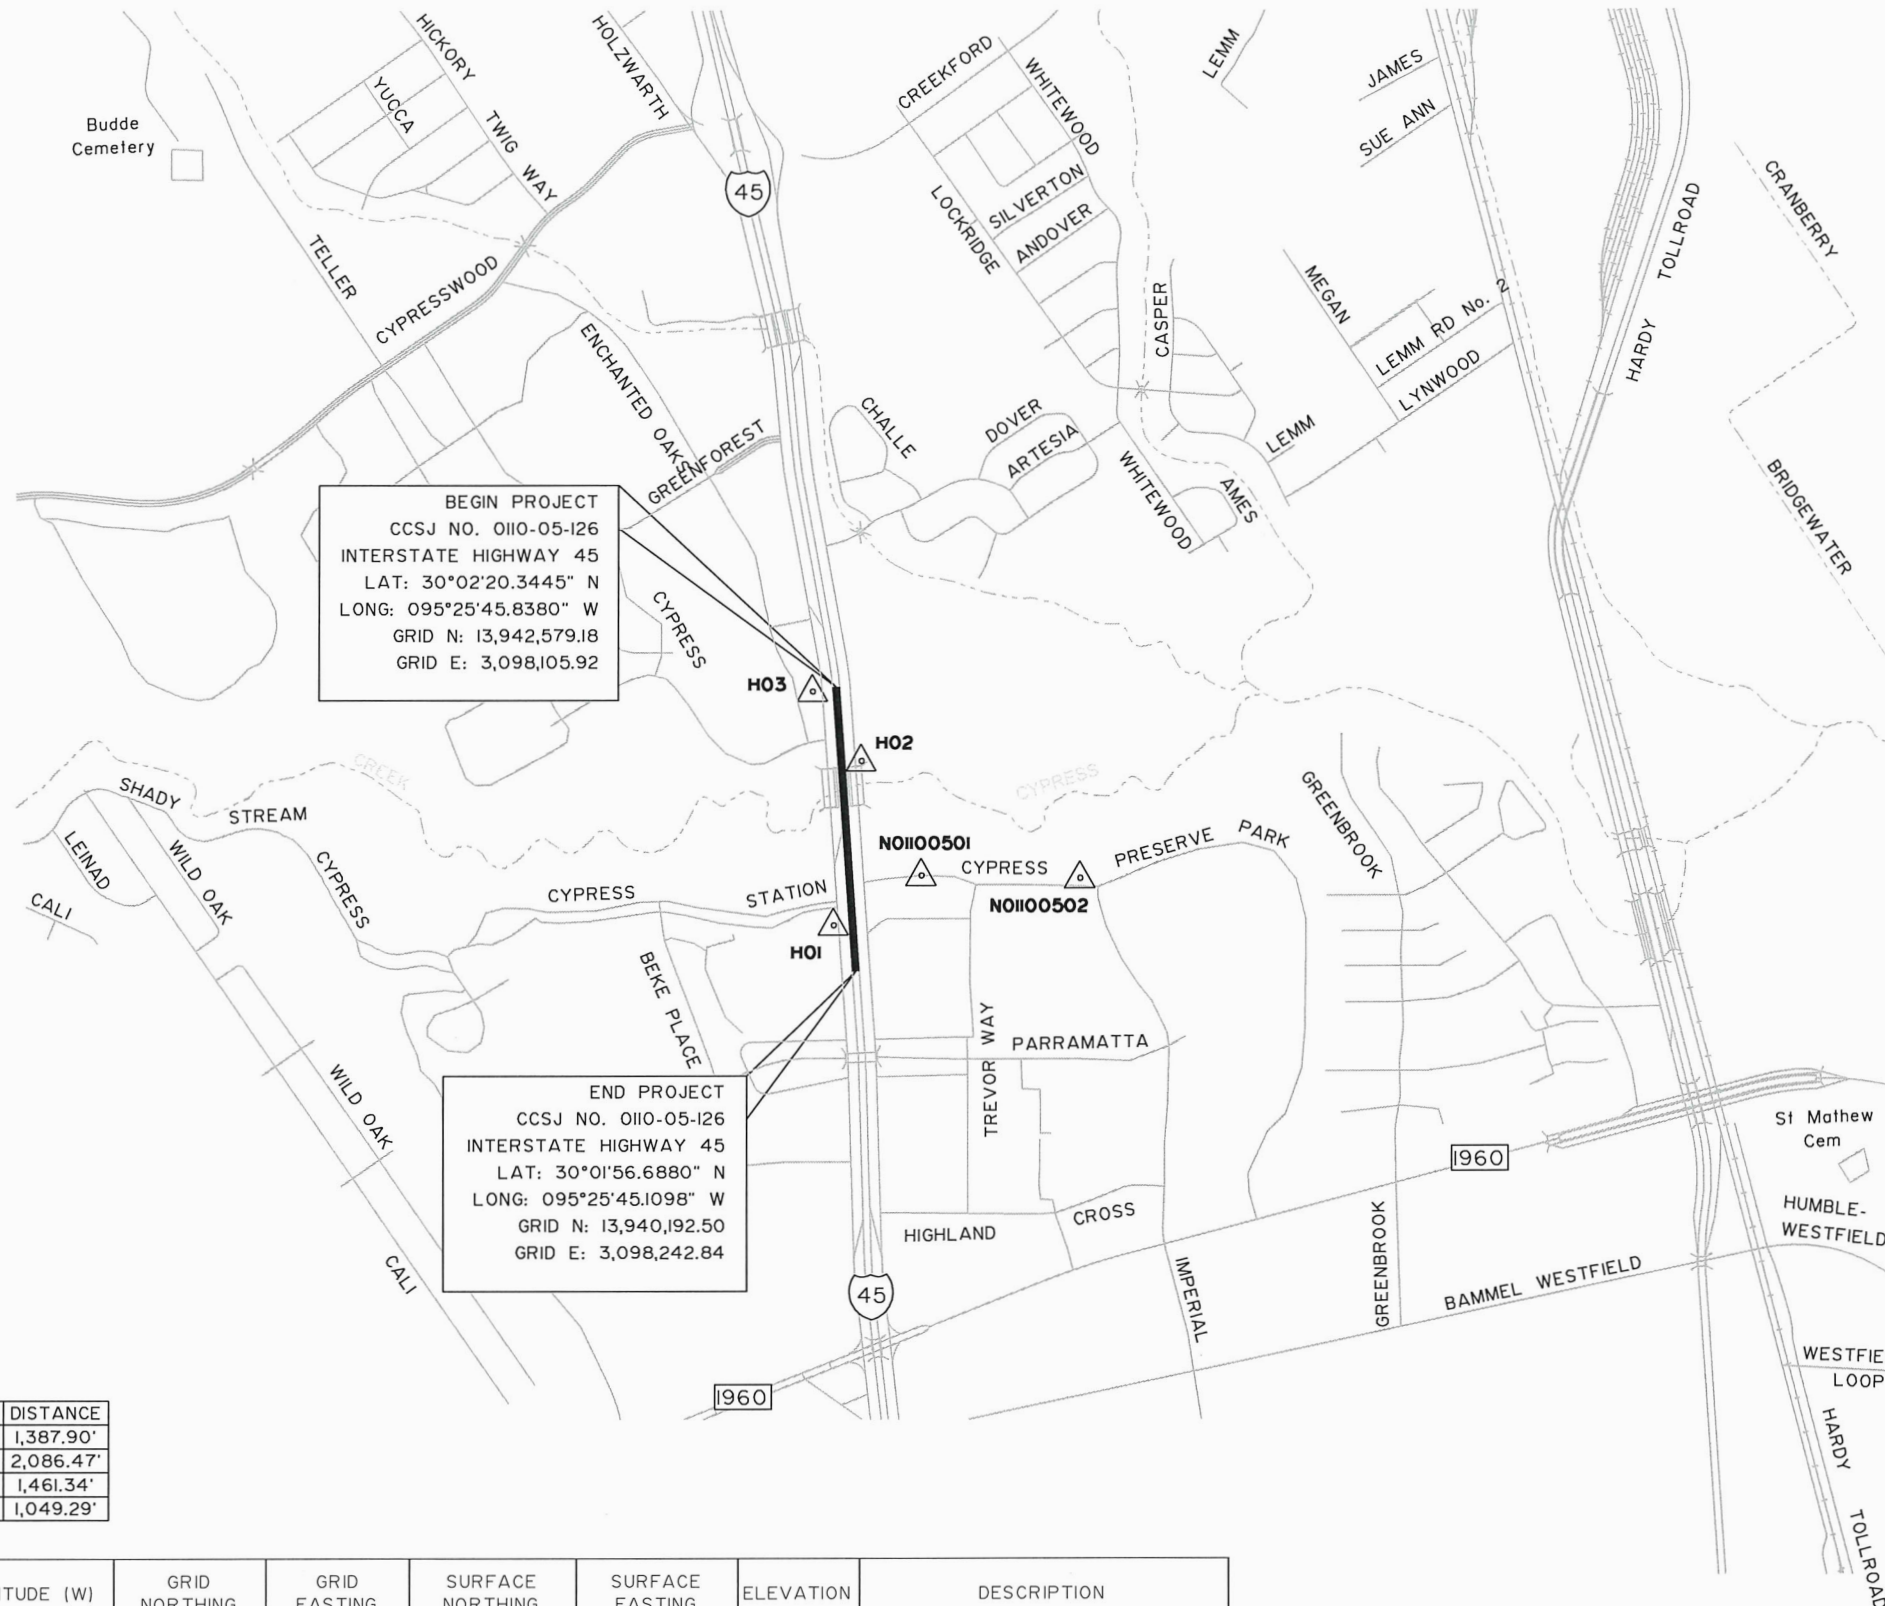 HICKORY
TWIG
WAY
YUCCA
HOLZWARTH
Budde
Cemetery
45
CREEKFORD
WHITEWOOD
LEMM
JAMES
SUE ANN
CRANBERRY
LOCKRIDGE
SILVERTON
ANDOVER
HARDY
TOLLROAD
TELLER
CYPRESSWOOD
ENCHANTED OAKS
GREENFOREST
CASPER
MEGAN
LEMM RD No. 2
LYNWOOD
LEMM
CHALLE
DOVER
ARTESIA
WHITEWOOD
AMES
BRIDGEWATER
BEGIN PROJECT
CCSJ NO. 0110-05-126
INTERSTATE HIGHWAY 45
LAT: 30°02'20.3445" N
LONG: 095°25'45.8380" W
GRID N: 13,942,579.18
GRID E: 3,098,105.92
CYPRESS
H03
H02
CREEK
CYPRESS
SHADY
STREAM
LEINAD
WILD OAK
CALI
CYPRESS
CYPRESS
STATION
N01100501
CYPRESS
PRESERVE
PARK
N01100502
GREENBROOK
H01
BEKE PLACE
TREVOR WAY
PARRAMATTA
WILD OAK
CALI
END PROJECT
CCSJ NO. 0110-05-126
INTERSTATE HIGHWAY 45
LAT: 30°01'56.6880" N
LONG: 095°25'45.1098" W
GRID N: 13,940,192.50
GRID E: 3,098,242.84
HIGHLAND
CROSS
IMPERIAL
GREENBROOK
1960
St Mathew
Cem
HUMBLE-
WESTFIELD
BAMMEL WESTFIELD
45
1960
WESTFIE
LOOP
HARDY
TOLLROAD
DISTANCE
1,387.90'
2,086.47'
1,461.34'
1,049.29'
ITUDE (W)
GRID
NORTHING
GRID
EASTING
SURFACE
NORTHING
SURFACE
EASTING
ELEVATION
DESCRIPTION